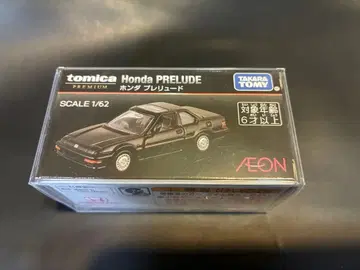 tomica Honda PRELUDE
PREMIUM ホンダ プレリュード
TAKARA TOMY
SCALE 1/62
対象年齢
6才以上
ÆON